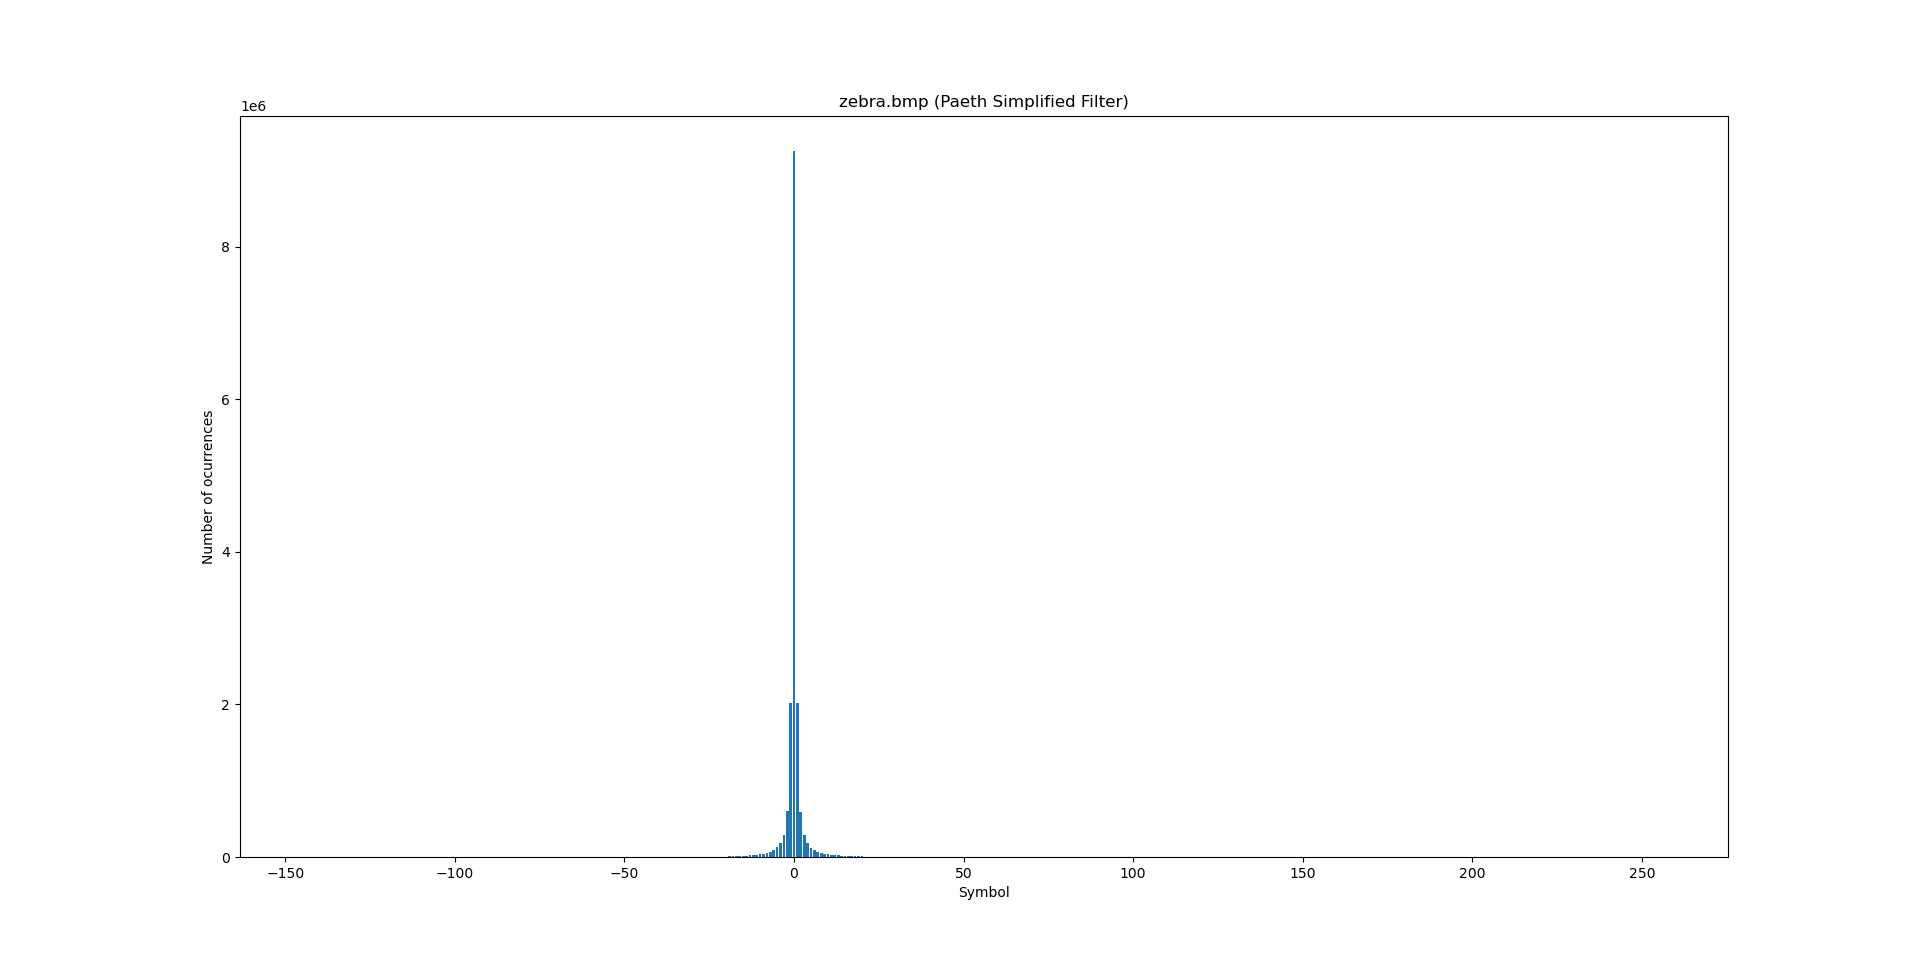 zebra.bmp (Paeth Simplified Filter)
1e6
8
6
4
2
0
Number of ocurrences
−150 −100 −50 0 50 100 150 200 250
Symbol